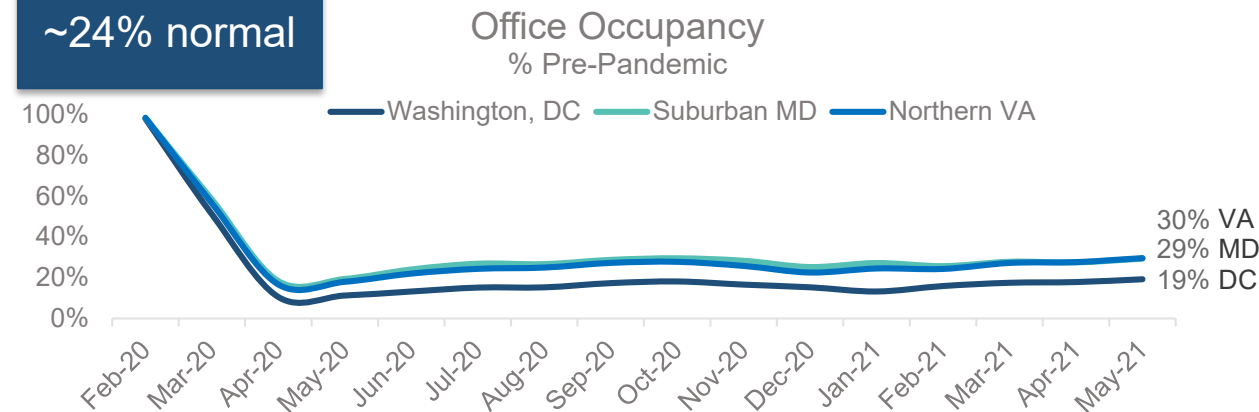 ~24% normal
Office Occupancy
% Pre-Pandemic
Washington, DC Suburban MD Northern VA
100%
80%
60%
40%
20%
0%
30% VA
29% MD
19% DC
Feb-20 Mar-20 Apr-20 May-20 Jun-20 Jul-20 Aug-20 Sep-20 Oct-20 Nov-20 Dec-20 Jan-21 Feb-21 Mar-21 Apr-21 May-21